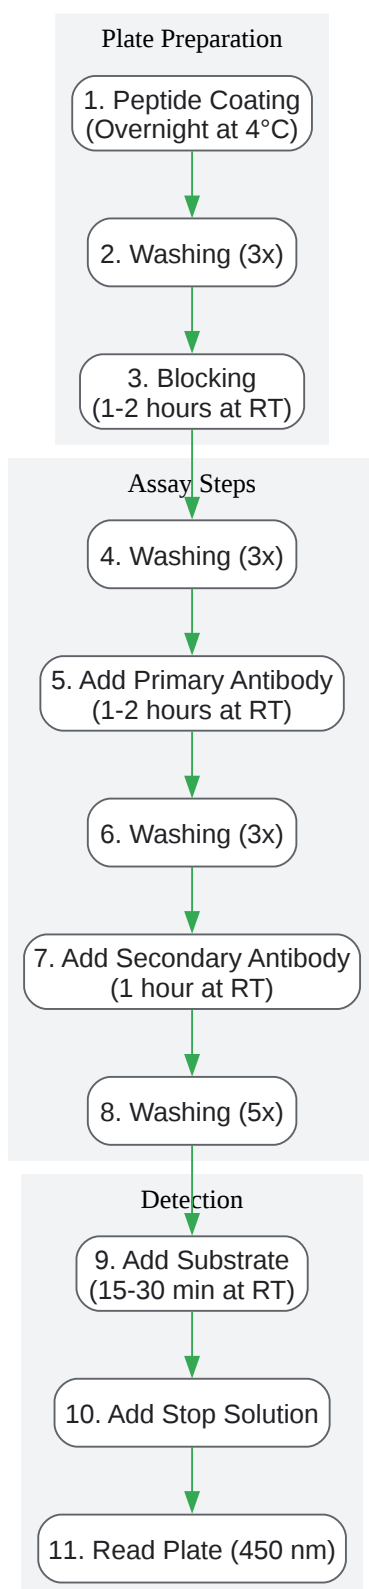 Plate Preparation
1. Peptide Coating
(Overnight at 4°C)
2. Washing (3x)
3. Blocking
(1-2 hours at RT)
Assay Steps
4. Washing (3x)
5. Add Primary Antibody
(1-2 hours at RT)
6. Washing (3x)
7. Add Secondary Antibody
(1 hour at RT)
8. Washing (5x)
Detection
9. Add Substrate
(15-30 min at RT)
10. Add Stop Solution
11. Read Plate (450 nm)